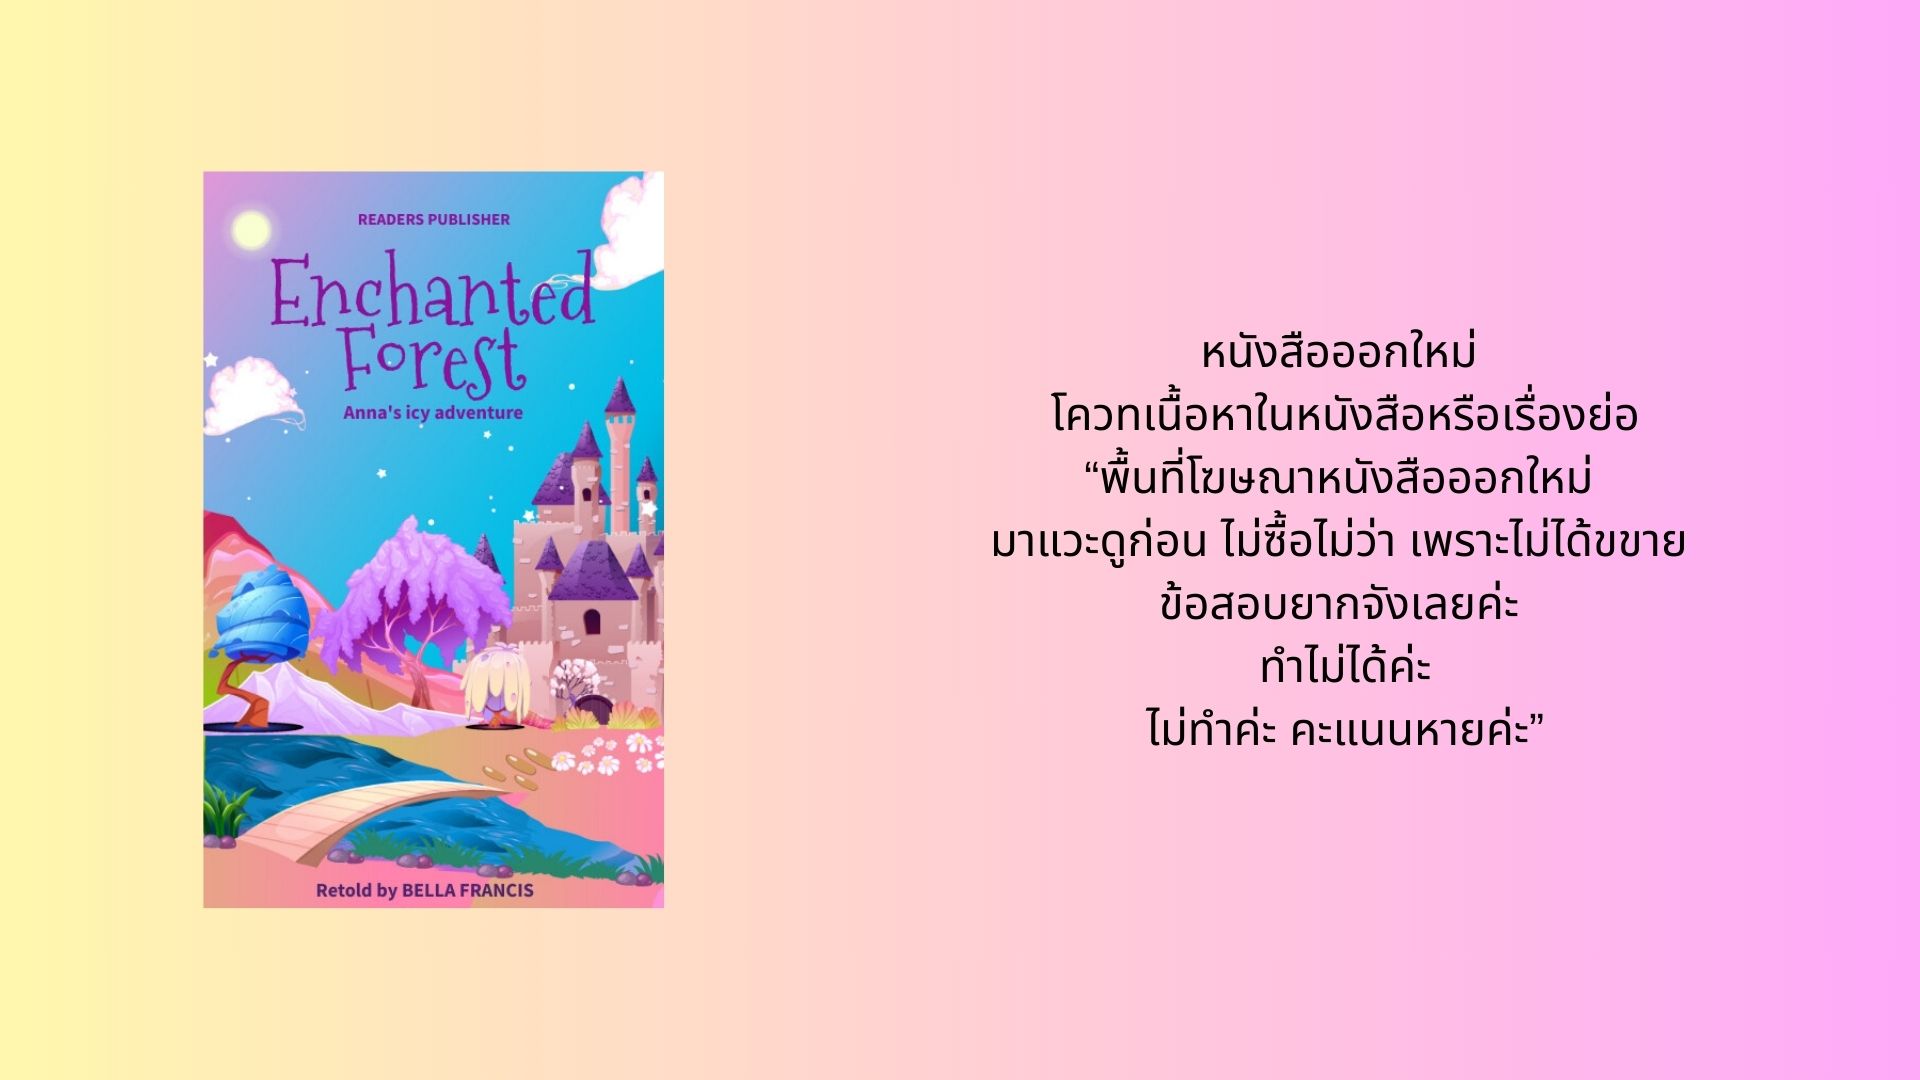 READERS PUBLISHER
Enchanted
Forest
Anna's icy adventure
Retold by BELLA FRANCIS
หนังสือออกใหม่
โควทเนื้อหาในหนังสือหรือเรื่องย่อ
“พื้นที่โฆษณาหนังสือออกใหม่
มาแวะดูก่อน ไม่ซื้อไม่ว่า เพราะไม่ได้ขขาย
ข้อสอบยากจังเลยค่ะ
ทำไม่ได้ค่ะ
ไม่ทำค่ะ คะแนนหายค่ะ”